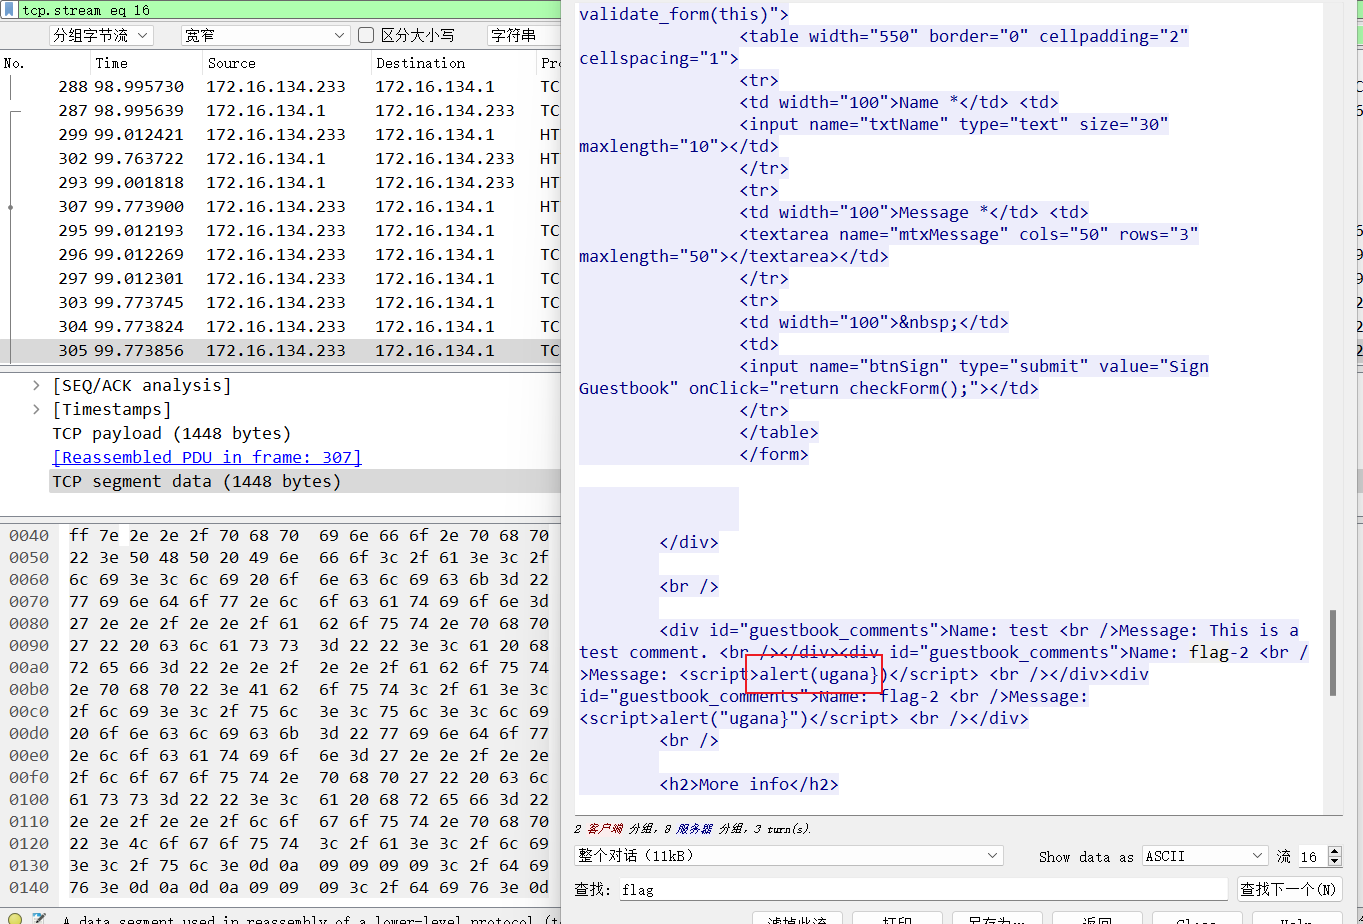 tcp.stream eq 16
分组字节流 宽窄 区分大小写 字符串
No. Time Source Destination
288 98.995730 172.16.134.233 172.16.134.1 TC
287 98.995639 172.16.134.1 172.16.134.233 TC
299 99.012421 172.16.134.233 172.16.134.1 HT
302 99.763722 172.16.134.1 172.16.134.233 HT
293 99.001818 172.16.134.1 172.16.134.233 HT
307 99.773900 172.16.134.233 172.16.134.1 HT
295 99.012193 172.16.134.233 172.16.134.1 TC
296 99.012269 172.16.134.233 172.16.134.1 TC
297 99.012301 172.16.134.233 172.16.134.1 TC
303 99.773745 172.16.134.233 172.16.134.1 TC
304 99.773824 172.16.134.233 172.16.134.1 TC
305 99.773856 172.16.134.233 172.16.134.1 TC
[SEQ/ACK analysis]
[Timestamps]
TCP payload (1448 bytes)
[Reassembled PDU in frame: 307]
TCP segment data (1448 bytes)
0040 ff 7e 2e 2e 2f 70 68 70 69 6e 66 6f 2e 70 68 70
0050 22 3e 50 48 50 20 49 6e 66 6f 3c 2f 61 3e 3c 2f
0060 6c 69 3e 3c 6c 69 20 6f 6e 63 6c 69 63 6b 3d 22
0070 77 69 6e 64 6f 77 2e 6c 6f 63 61 74 69 6f 6e 3d
0080 27 2e 2e 2f 2e 2e 2f 61 62 6f 75 74 2e 70 68 70
0090 27 22 20 63 6c 61 73 73 3d 22 22 3e 3c 61 20 68
00a0 72 65 66 3d 22 2e 2e 2f 2e 2e 2f 61 62 6f 75 74
00b0 2e 70 68 70 22 3e 41 62 6f 75 74 3c 2f 61 3e 3c
00c0 2f 6c 69 3e 3c 2f 75 6c 3e 3c 75 6c 3e 3c 6c 69
00d0 20 6f 6e 63 6c 69 63 6b 3d 22 77 69 6e 64 6f 77
00e0 2e 6c 6f 63 61 74 69 6f 6e 3d 27 2e 2e 2f 2e 2e
00f0 2f 6c 6f 67 6f 75 74 2e 70 68 70 27 22 20 63 6c
0100 61 73 73 3d 22 22 3e 3c 61 20 68 72 65 66 3d 22
0110 2e 2e 2f 2e 2e 2f 6c 6f 67 6f 75 74 2e 70 68 70
0120 22 3e 4c 6f 67 6f 75 74 3c 2f 61 3e 3c 2f 6c 69
0130 3e 3c 2f 75 6c 3e 0d 0a 09 09 09 09 3c 2f 64 69
0140 76 3e 0d 0a 0d 0a 09 09 09 3c 2f 64 69 76 3e 0d
validate_form(this)">
<table width="550" border="0" cellpadding="2"
cellspacing="1">
<tr>
<td width="100">Name *</td> <td>
<input name="txtName" type="text" size="30"
maxlength="10"></td>
</tr>
<tr>
<td width="100">Message *</td> <td>
<textarea name="mtxMessage" cols="50" rows="3"
maxlength="50"></textarea></td>
</tr>
<tr>
<td width="100">&nbsp;</td>
<td>
<input name="btnSign" type="submit" value="Sign
Guestbook" onClick="return checkForm();"></td>
</tr>
</table>
</form>
</div>
<br />
<div id="guestbook_comments">Name: test <br />Message: This is a
test comment. <br /></div><div id="guestbook_comments">Name: flag-2 <br /
>Message: <script>alert(ugana})</script> <br /></div><div
id="guestbook_comments">Name: flag-2 <br />Message:
<script>alert("ugana}")</script> <br /></div>
<br />
<h2>More info</h2>
2 客户端 分组, 8 服务器 分组, 3 turn(s).
整个对话 (11kB) Show data as ASCII 流 16
查找: flag 查找下一个(N)
滤掉此流 打印 另存为… 返回 Close Help